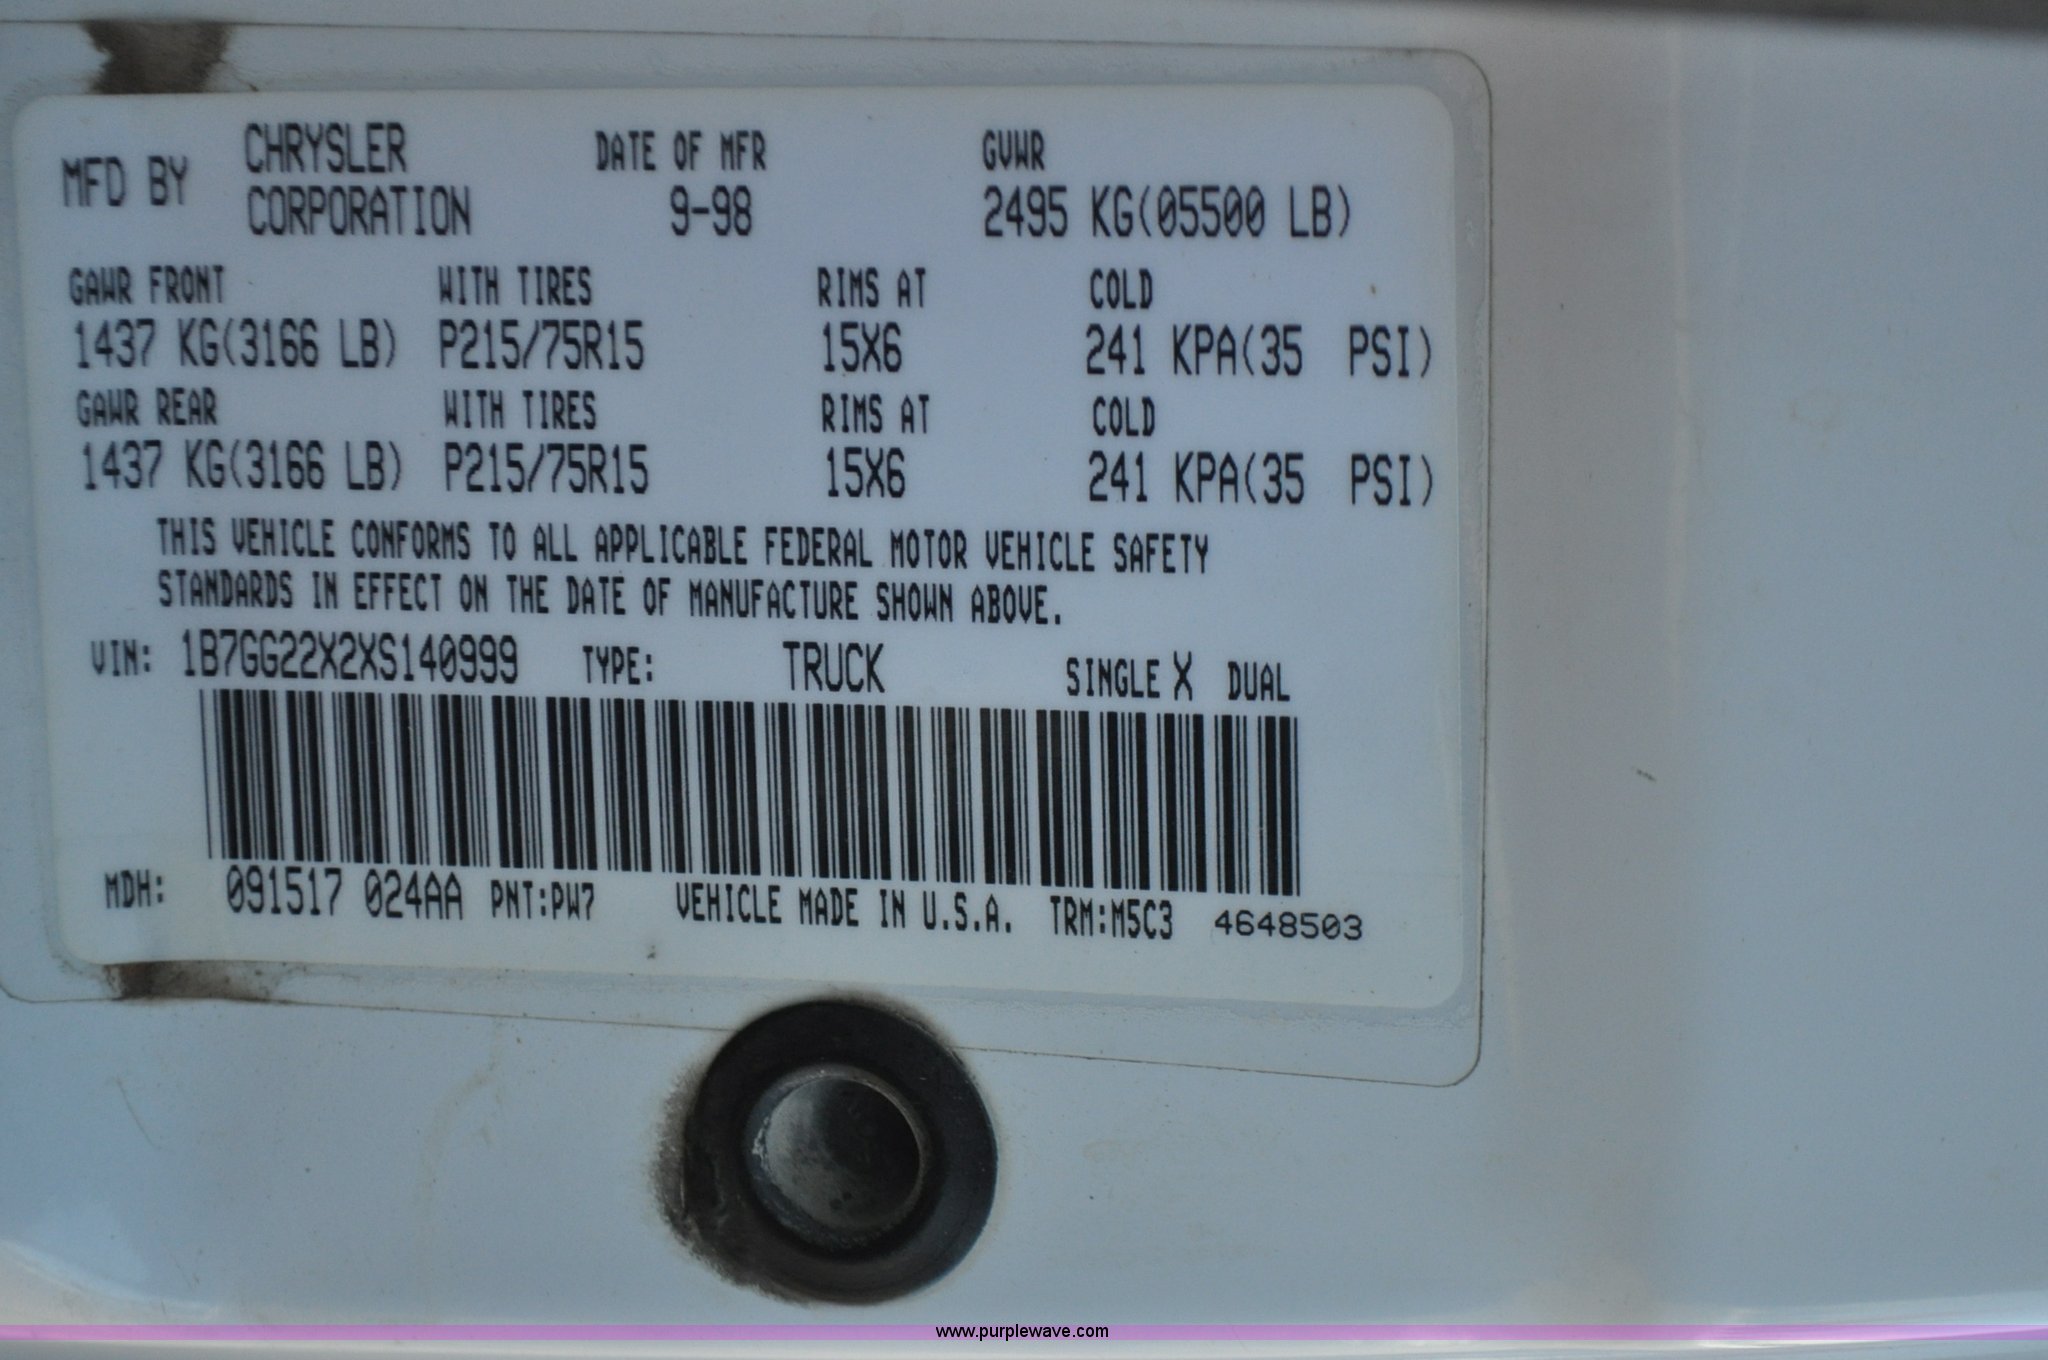 MFD BY CHRYSLER CORPORATION DATE OF MFR 9-98 GVWR 2495 KG(05500 LB)
GAWR FRONT WITH TIRES RIMS AT COLD
1437 KG(3166 LB) P215/75R15 15X6 241 KPA(35 PSI)
GAWR REAR WITH TIRES RIMS AT COLD
1437 KG(3166 LB) P215/75R15 15X6 241 KPA(35 PSI)
THIS VEHICLE CONFORMS TO ALL APPLICABLE FEDERAL MOTOR VEHICLE SAFETY
STANDARDS IN EFFECT ON THE DATE OF MANUFACTURE SHOWN ABOVE.
VIN: 1B7GG22X2XS140999 TYPE: TRUCK SINGLE X DUAL
MDH: 091517 024AA PNT:PW7 VEHICLE MADE IN U.S.A. TRM:M5C3 4648503
www.purplewave.com